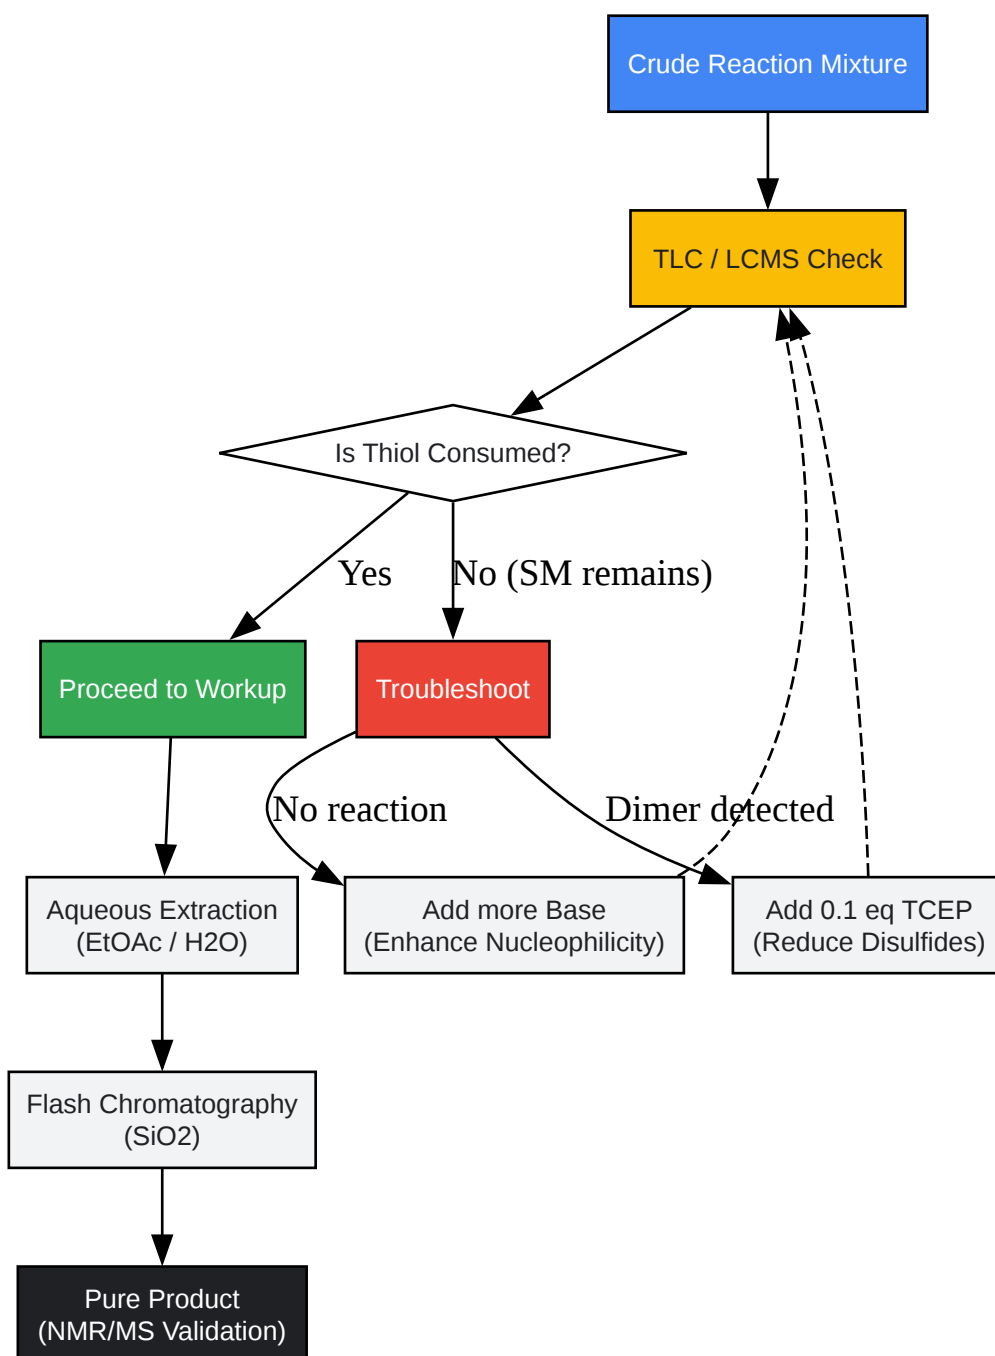 Crude Reaction Mixture
TLC / LCMS Check
Is Thiol Consumed?
Yes
No (SM remains)
Proceed to Workup
Troubleshoot
No reaction
Dimer detected
Aqueous Extraction
(EtOAc / H2O)
Add more Base
(Enhance Nucleophilicity)
Add 0.1 eq TCEP
(Reduce Disulfides)
Flash Chromatography
(SiO2)
Pure Product
(NMR/MS Validation)